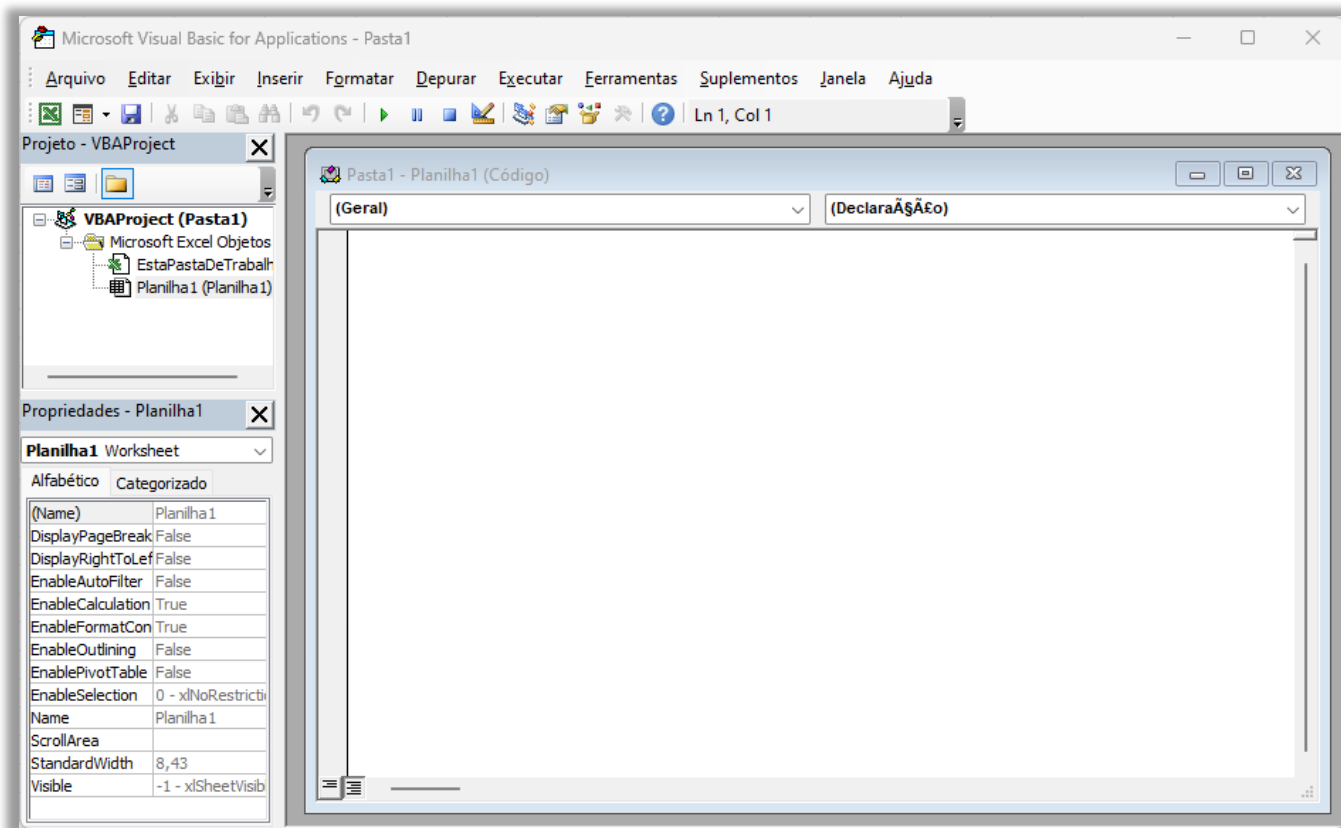 Microsoft Visual Basic for Applications - Pasta1
Arquivo Editar Exibir Inserir Formatar Depurar Executar Ferramentas Suplementos Janela Ajuda
Ln 1, Col 1
Projeto - VBAProject
VBAProject (Pasta1)
Microsoft Excel Objetos
EstaPastaDeTrabalh
Planilha1 (Planilha1)
Propriedades - Planilha1
Planilha1 Worksheet
Alfabético Categorizado
(Name) Planilha1
DisplayPageBreak False
DisplayRightToLef False
EnableAutoFilter False
EnableCalculation True
EnableFormatCon True
EnableOutlining False
EnablePivotTable False
EnableSelection 0 - xlNoRestrictio
Name Planilha1
ScrollArea
StandardWidth 8,43
Visible -1 - xlSheetVisib
Pasta1 - Planilha1 (Código)
(Geral) (DeclaraÃ§Ã£o)